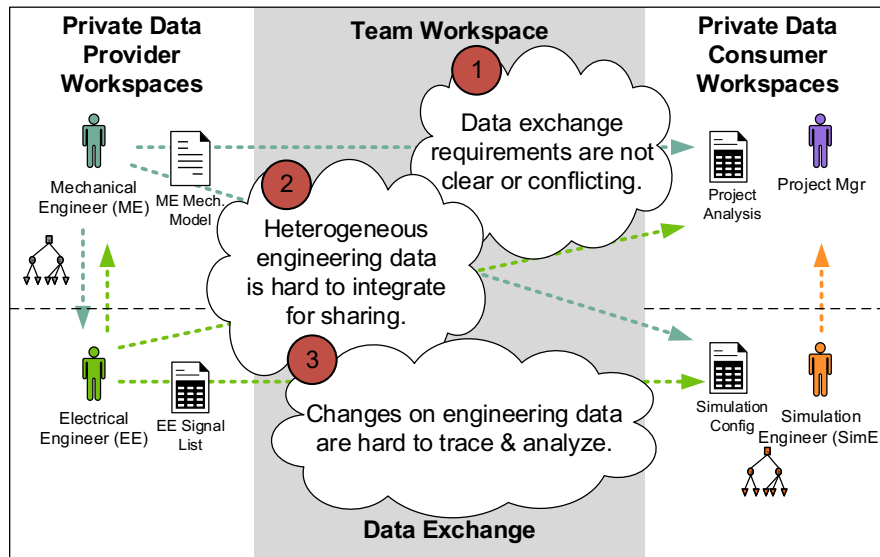 Private Data
Provider
Workspaces
Team Workspace
Private Data
Consumer
Workspaces
1
Data exchange
requirements are not
clear or conflicting.
Mechanical
Engineer (ME)
ME Mech.
Model
2
Heterogeneous
engineering data
is hard to integrate
for sharing.
Project
Analysis
Project Mgr
3
Changes on engineering data
are hard to trace & analyze.
Electrical
Engineer (EE)
EE Signal
List
Simulation
Config
Simulation
Engineer (SimE
Data Exchange